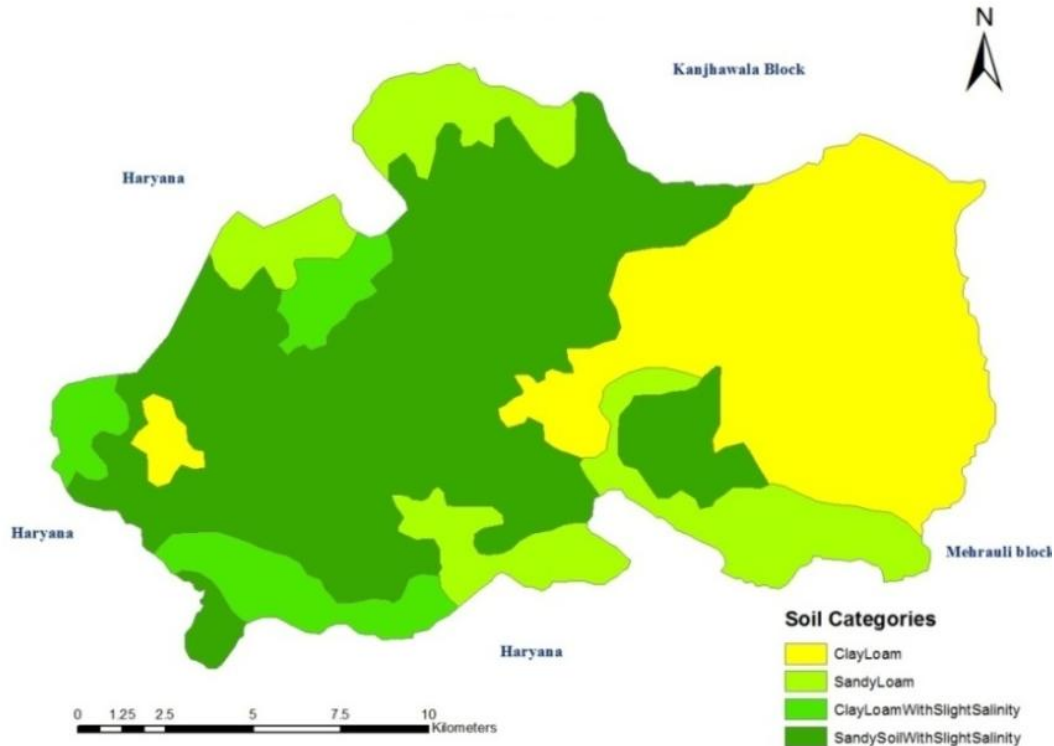 N
Kanjhawala Block
Haryana
Haryana
Mehrauli block
Haryana
Soil Categories
ClayLoam
SandyLoam
ClayLoamWithSlightSalinity
SandySoilWithSlightSalinity
0 1.25 2.5 5 7.5 10
Kilometers